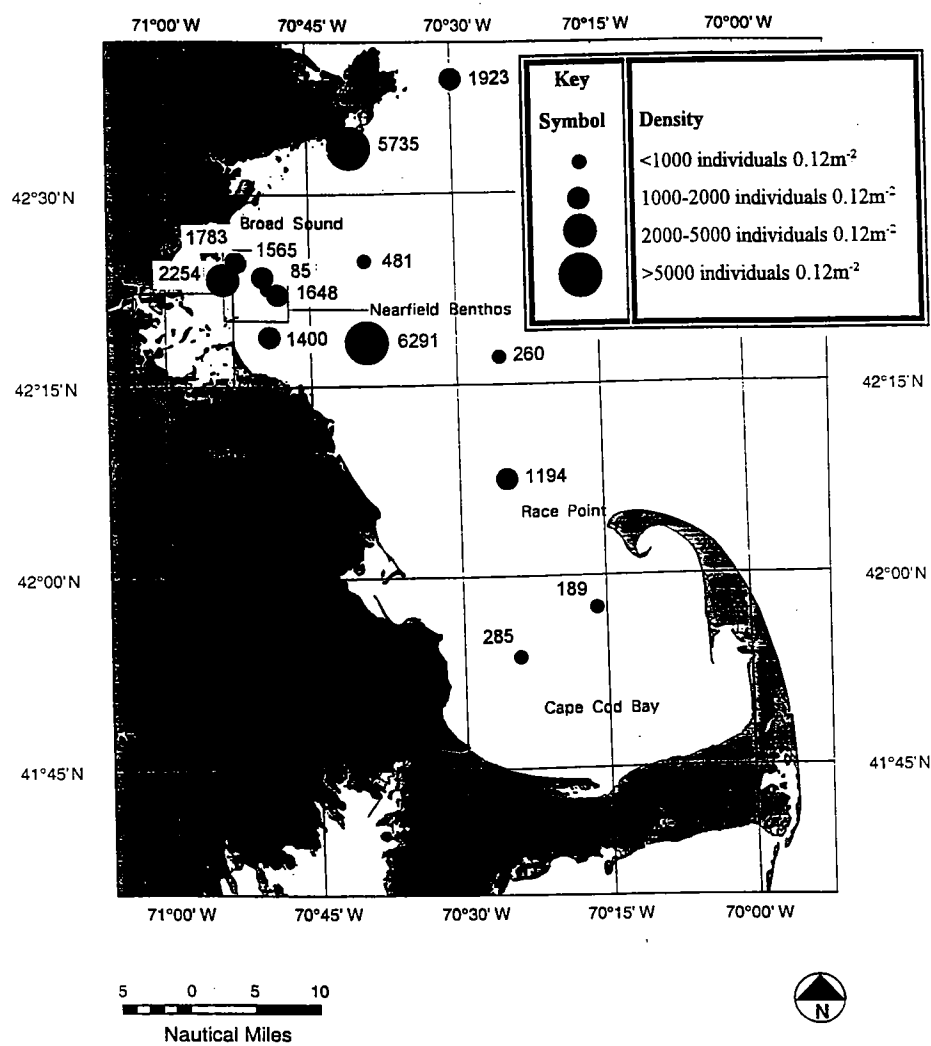 71°00' W 70°45' W 70°30' W 70°15' W 70°00' W
1923
5735
Key
Symbol Density
<1000 individuals 0.12m⁻²
1000-2000 individuals 0.12m⁻²
2000-5000 individuals 0.12m⁻²
>5000 individuals 0.12m⁻²
42°30' N
Broad Sound
1783
1565
2254
85
481
1648
Nearfield Benthos
1400
6291
260
42°15' N 42°15' N
1194
Race Point
42°00' N 42°00' N
189
285
Cape Cod Bay
41°45' N 41°45' N
71°00' W 70°45' W 70°30' W 70°15' W 70°00' W
5 0 5 10
Nautical Miles
N